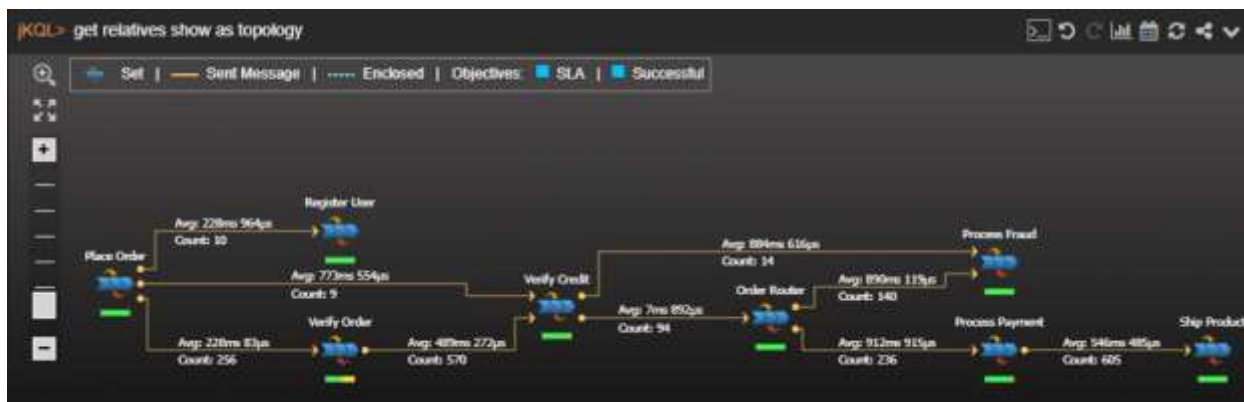 jKQL> get relatives show as topology
Set | Sent Message | Enclosed | Objectives: SLA | Successful
Register User
Avg: 228ms 964µs
Count: 10
Place Order
Avg: 773ms 554µs
Count: 9
Verify Order
Avg: 228ms 83µs
Count: 256
Avg: 489ms 272µs
Count: 570
Verify Credit
Avg: 884ms 616µs
Count: 14
Avg: 7ms 892µs
Count: 94
Order Router
Process Fraud
Avg: 890ms 119µs
Count: 140
Process Payment
Avg: 912ms 915µs
Count: 236
Avg: 546ms 485µs
Count: 605
Ship Product